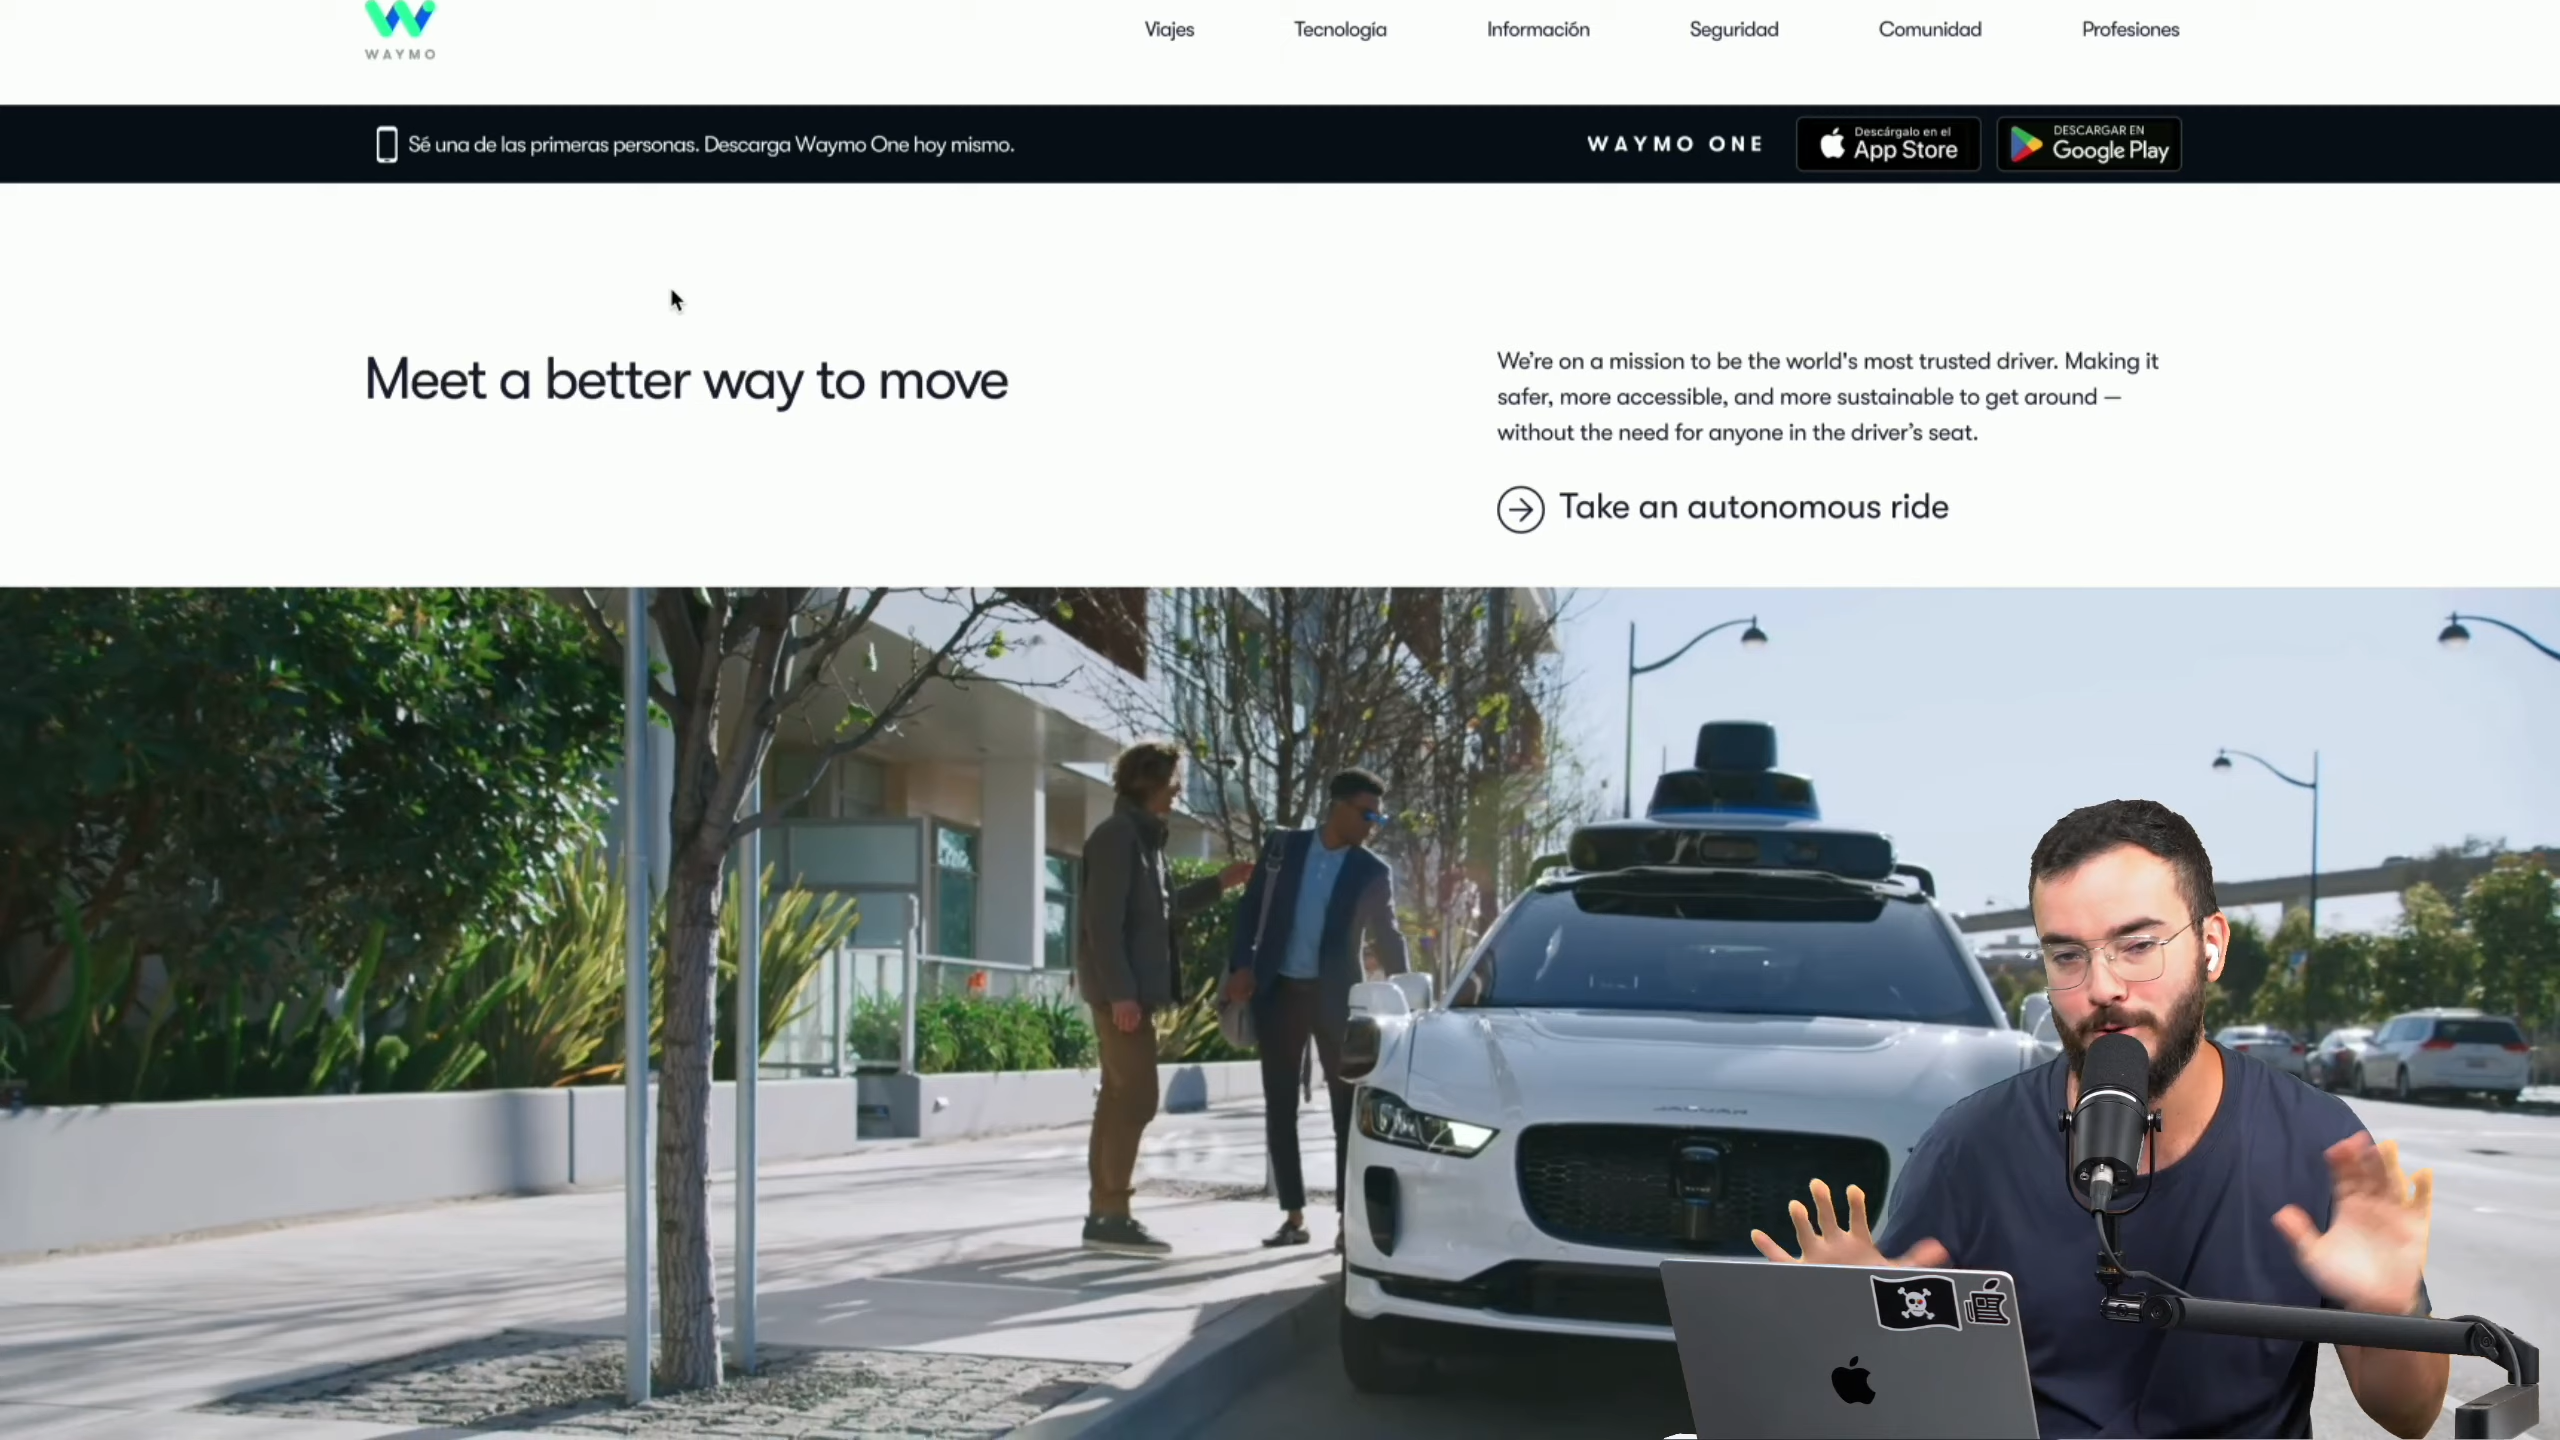 WAYMO
Viajes
Tecnología
Información
Seguridad
Comunidad
Profesiones
Sé una de las primeras personas. Descarga Waymo One hoy mismo.
WAYMO ONE
Descárgalo en el
App Store
DESCARGAR EN
Google Play
Meet a better way to move
We're on a mission to be the world's most trusted driver. Making it
safer, more accessible, and more sustainable to get around —
without the need for anyone in the driver's seat.
Take an autonomous ride
JAGUAR